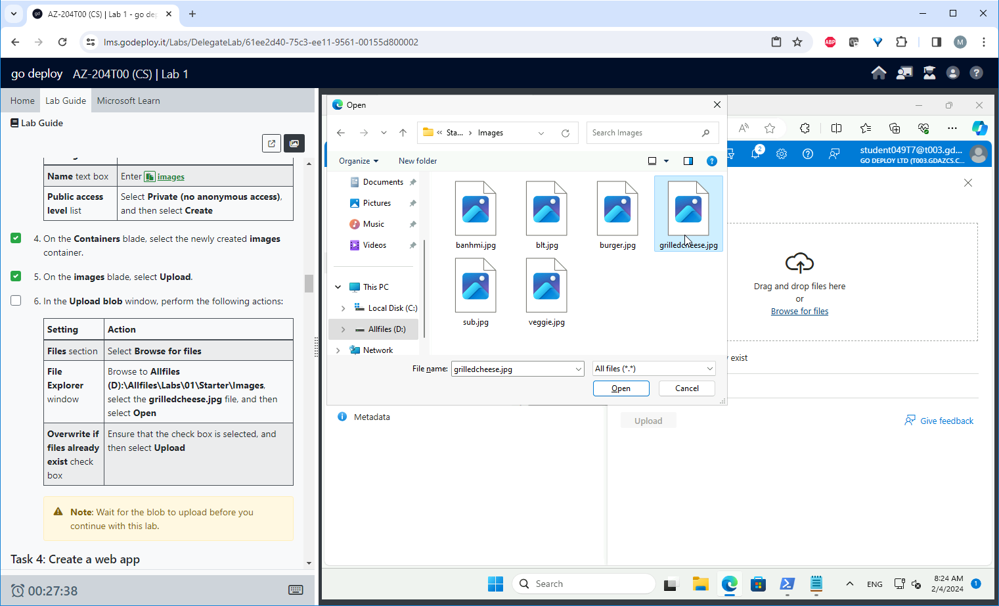 AZ-204T00 (CS) | Lab 1 - go dep
lms.godeploy.it/Labs/DelegateLab/61ee2d40-75c3-ee11-9561-00155d800002
ABP
M
go deploy AZ-204T00 (CS) | Lab 1
Home Lab Guide Microsoft Learn
Lab Guide
Name text box Enter images
Public access level list
Select Private (no anonymous access), and then select Create
4. On the Containers blade, select the newly created images
container.
5. On the images blade, select Upload.
6. In the Upload blob window, perform the following actions:
Setting Action
Files section Select Browse for files
File Explorer window
Browse to Allfiles
(D):\Allfiles\Labs\01\Starter\Images,
select the grilledcheese.jpg file, and then
select Open
Overwrite if files already exist check box
Ensure that the check box is selected, and
then select Upload
Note: Wait for the blob to upload before you
continue with this lab.
Task 4: Create a web app
00:27:38
Open
« Sta... › Images
Search Images
Organize New folder
Documents
Pictures
Music
Videos
This PC
Local Disk (C:)
Allfiles (D:)
Network
banhmi.jpg blt.jpg burger.jpg grilledcheese.jpg
sub.jpg veggie.jpg
File name: grilledcheese.jpg All files (*.*)
Open Cancel
2
student049T7@t003.gd...
GO DEPLOY LTD (T003.GDAZCS.C...
Drag and drop files here
or
Browse for files
exist
Metadata
Upload
Give feedback
Search
ENG
8:24 AM
2/4/2024
1